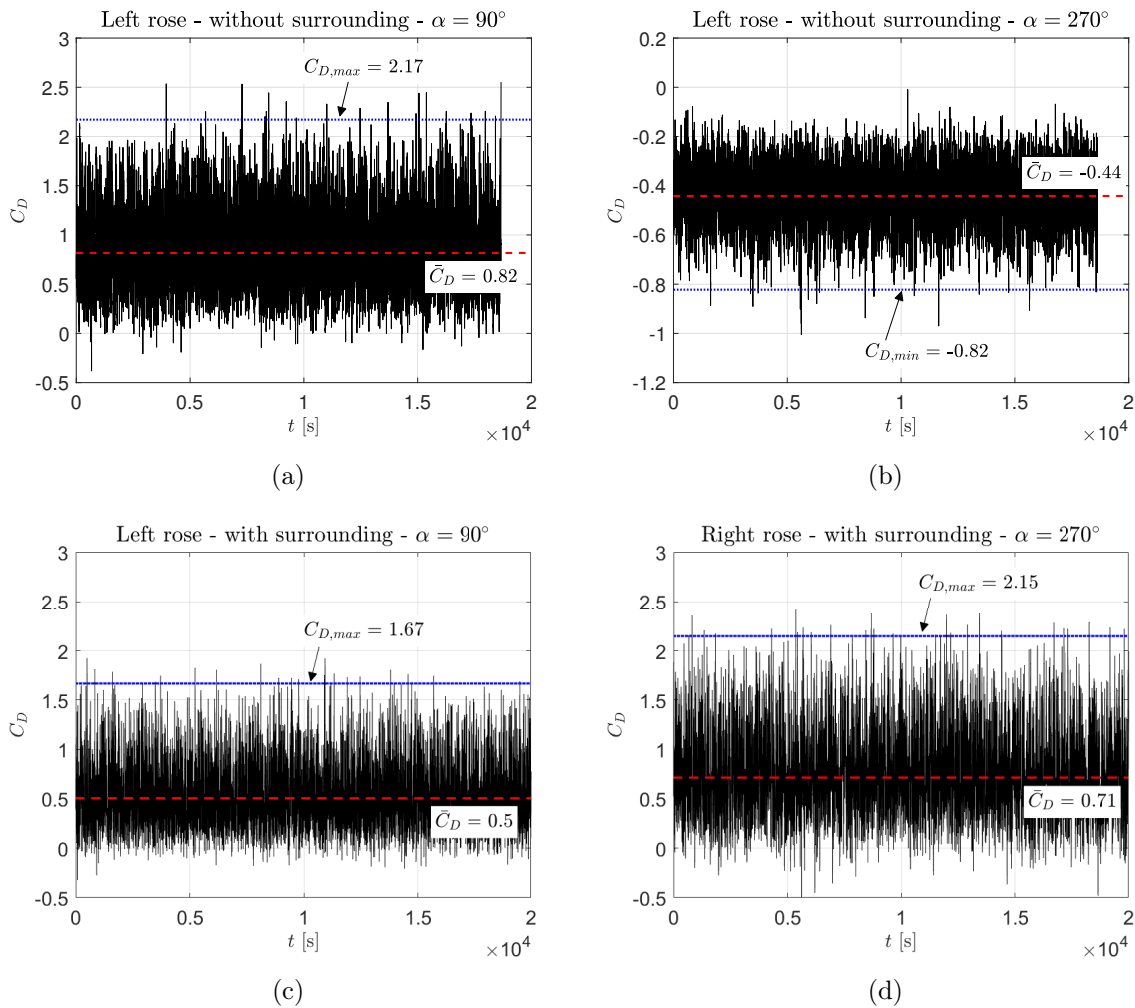 Left rose - without surrounding - α = 90°
3
2.5
2
1.5
1
0.5
0
-0.5
C_D
C_{D,max} = 2.17
C̄_D = 0.82
0 0.5 1 1.5 2
t [s]
×10^4
(a)
Left rose - without surrounding - α = 270°
0.2
0
-0.2
-0.4
-0.6
-0.8
-1
-1.2
C_D
C̄_D = -0.44
C_{D,min} = -0.82
0 0.5 1 1.5 2
t [s]
×10^4
(b)
Left rose - with surrounding - α = 90°
3
2.5
2
1.5
1
0.5
0
-0.5
C_D
C_{D,max} = 1.67
C̄_D = 0.5
0 0.5 1 1.5 2
t [s]
×10^4
(c)
Right rose - with surrounding - α = 270°
3
2.5
2
1.5
1
0.5
0
-0.5
C_D
C_{D,max} = 2.15
C̄_D = 0.71
0 0.5 1 1.5 2
t [s]
×10^4
(d)